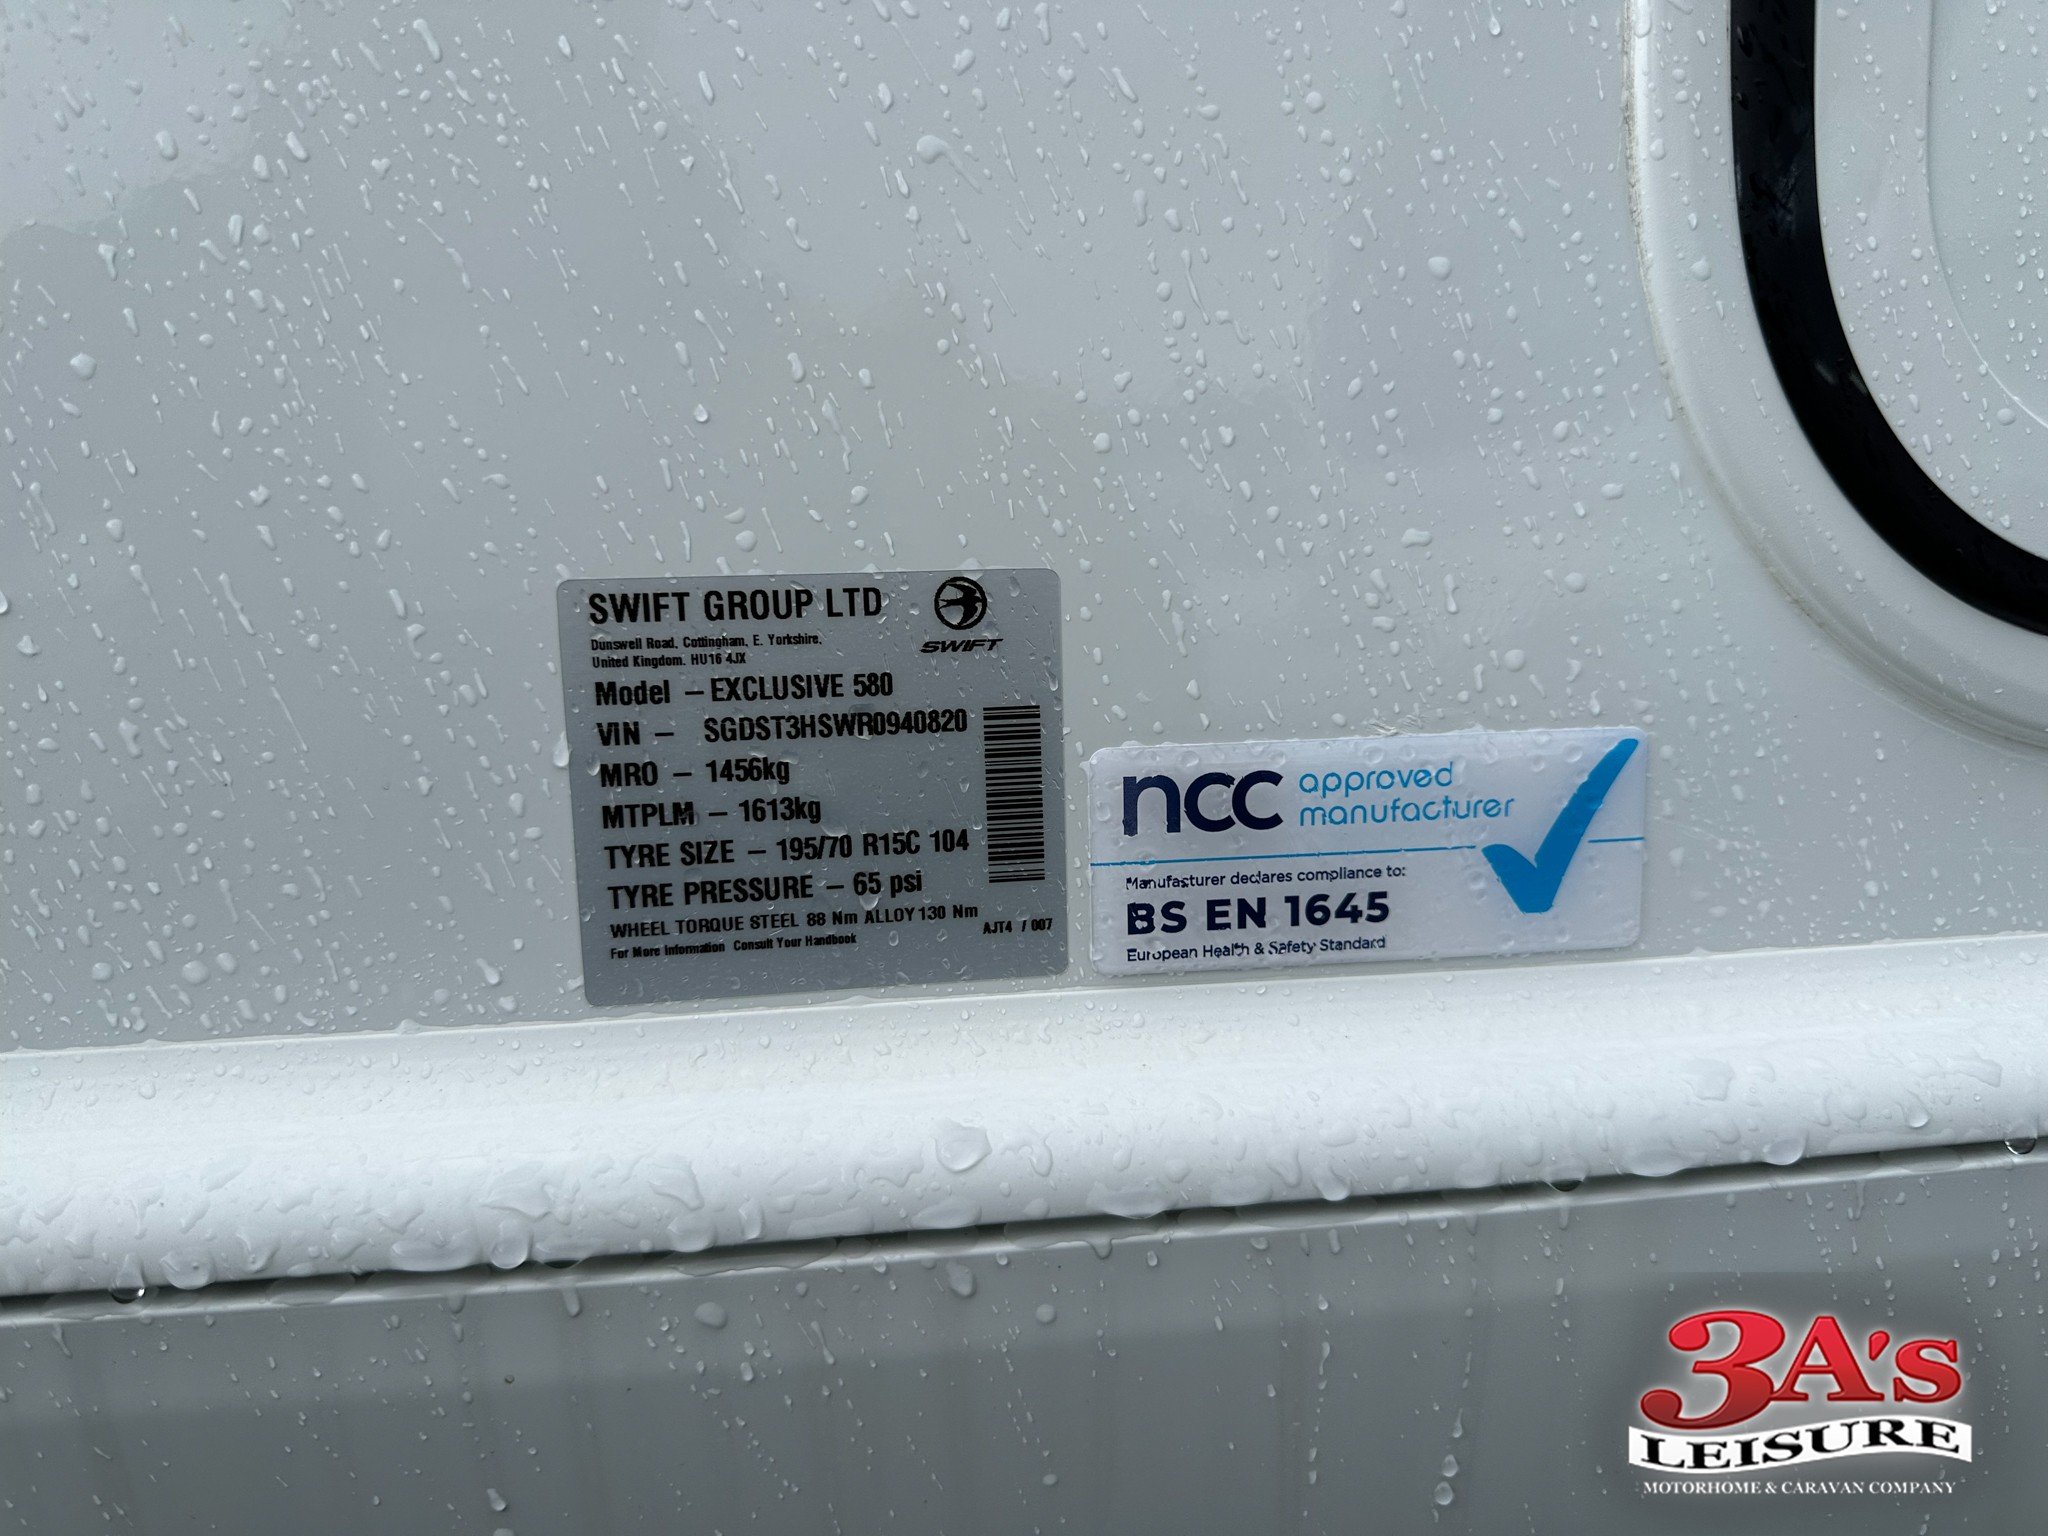 SWIFT GROUP LTD
SWIFT
Dunswell Road, Cottingham, E. Yorkshire,
United Kingdom. HU16 4JX
Model – EXCLUSIVE 580
VIN – SGDST3HSWR0940820
MRO – 1456kg
MTPLM – 1613kg
TYRE SIZE – 195/70 R15C 104
TYRE PRESSURE – 65 psi
WHEEL TORQUE STEEL 88 Nm ALLOY 130 Nm
For More Information Consult Your Handbook
AJT4 / 007
ncc approved
manufacturer
Manufacturer declares compliance to:
BS EN 1645
European Health & Safety Standard
3A's
LEISURE
MOTORHOME & CARAVAN COMPANY